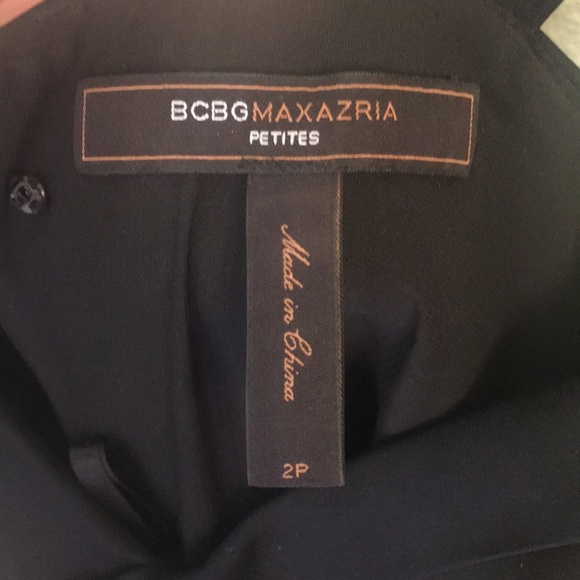 BCBGMAXAZRIA
PETITES
Made in China
2P